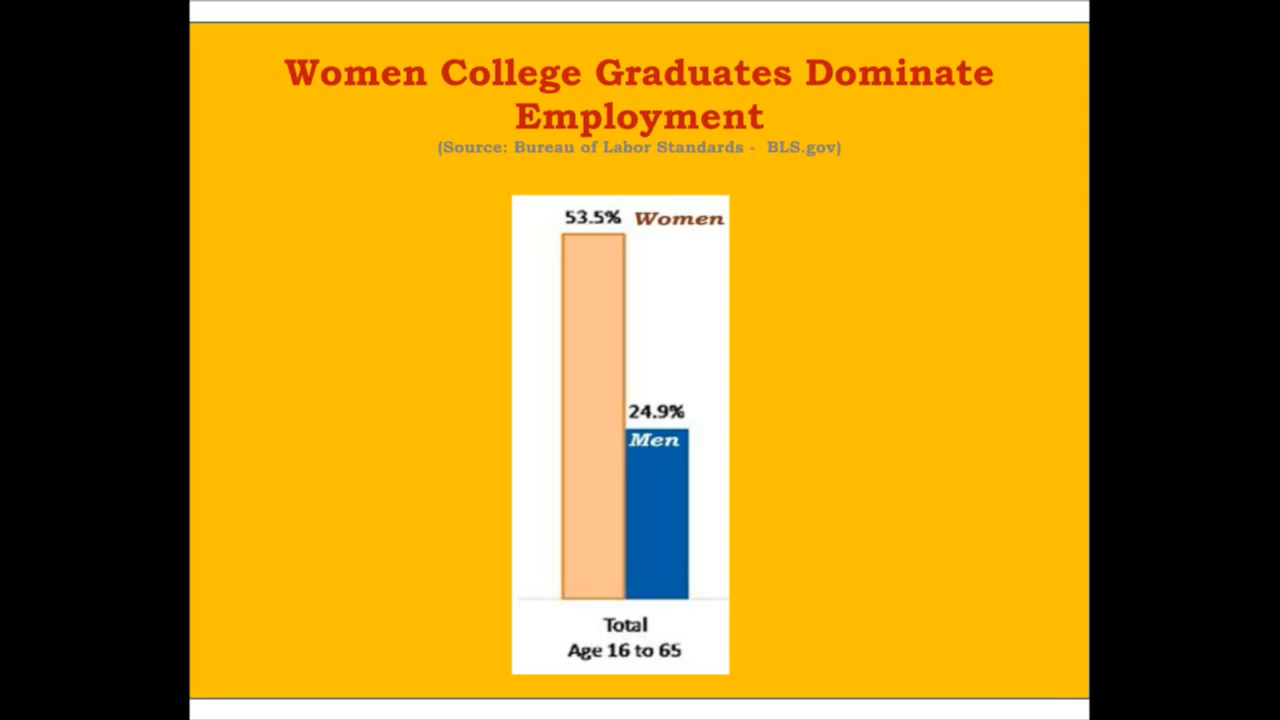 Women College Graduates Dominate
Employment
(Source: Bureau of Labor Standards - BLS.gov)
53.5% Women
24.9%
Men
Total
Age 16 to 65